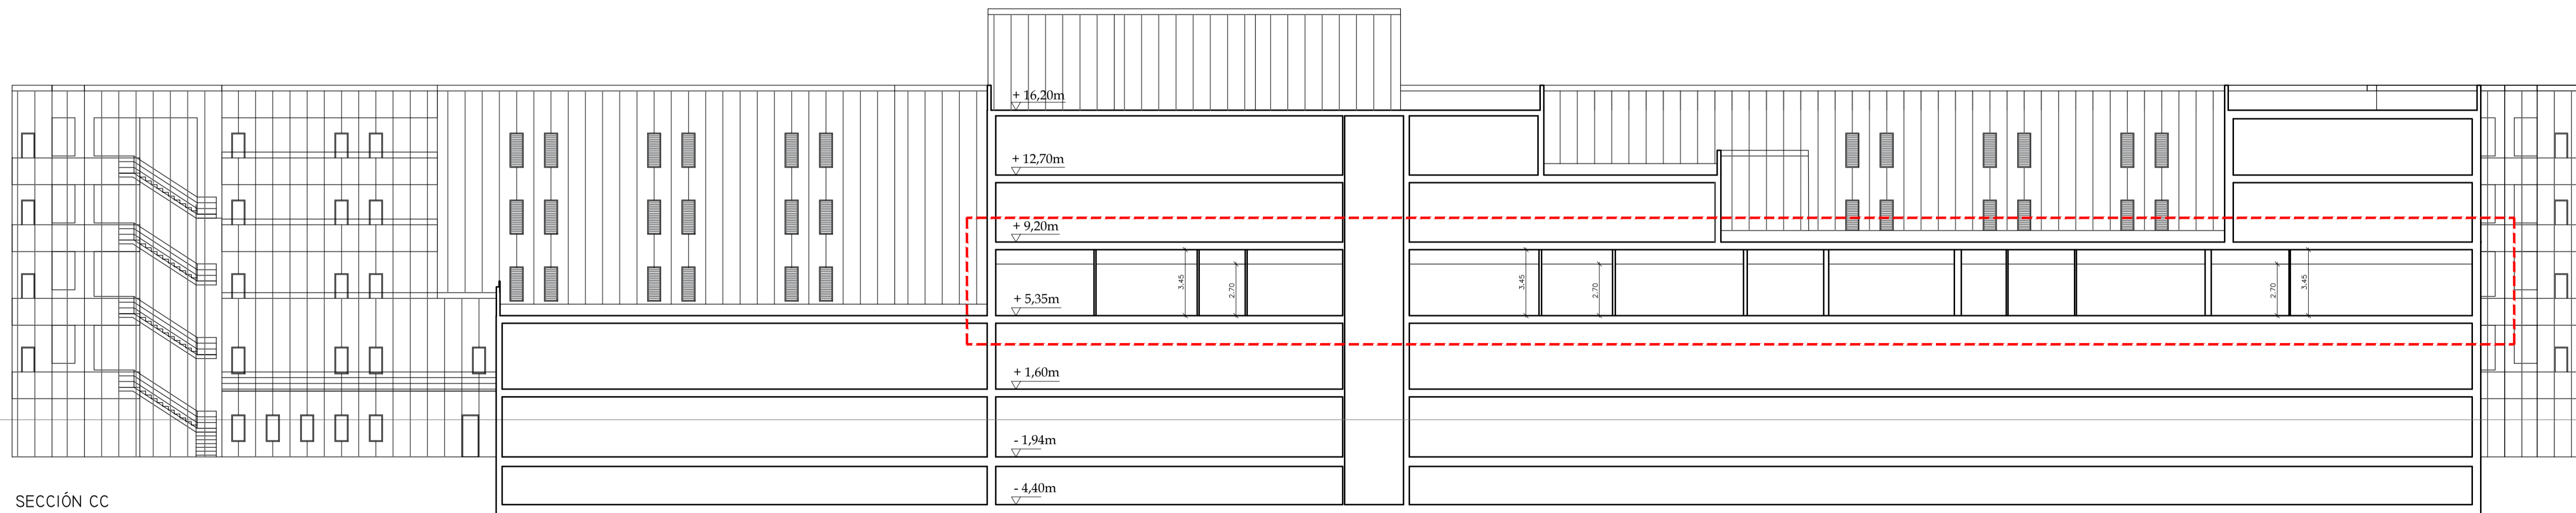 + 16,20m
+ 12,70m
+ 9,20m
3,45
2,70
3,45
2,70
2,70
3,45
+ 5,35m
+ 1,60m
- 1,94m
- 4,40m
SECCIÓN CC